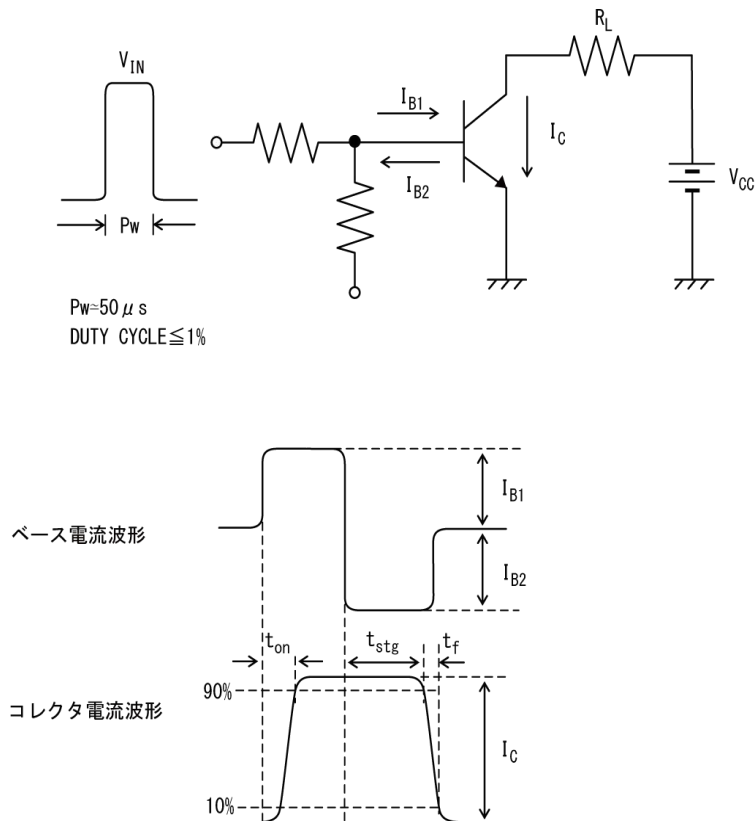 R_L
V_IN
I_B1
I_C
I_B2
V_CC
Pw
Pw≃50μs
DUTY CYCLE≦1%
I_B1
ベース電流波形
I_B2
t_on
t_stg
t_f
90%
コレクタ電流波形
I_C
10%